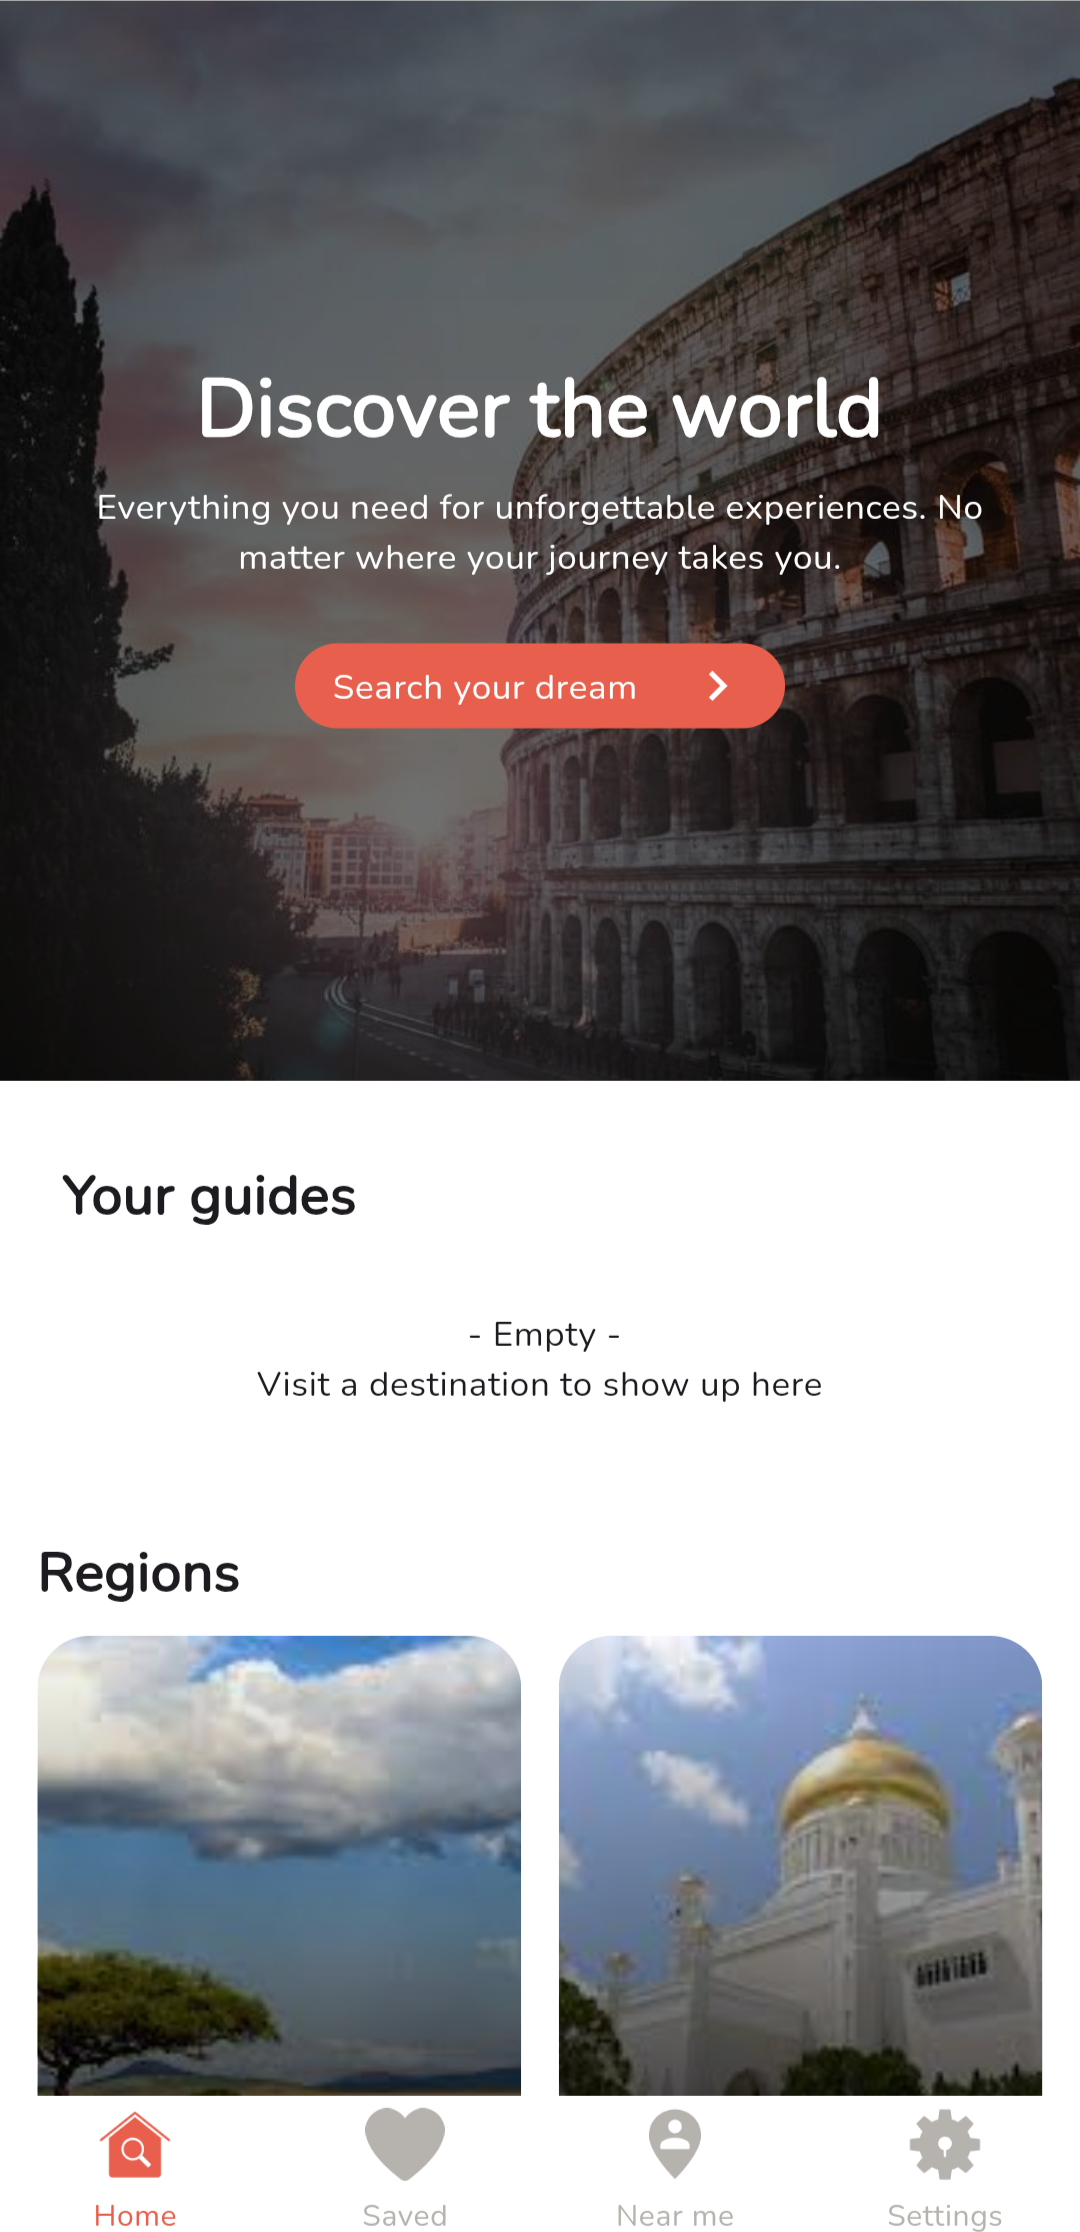 Discover the world
Everything you need for unforgettable experiences. No
matter where your journey takes you.
Search your dream
Your guides
- Empty -
Visit a destination to show up here
Regions
Home
Saved
Near me
Settings